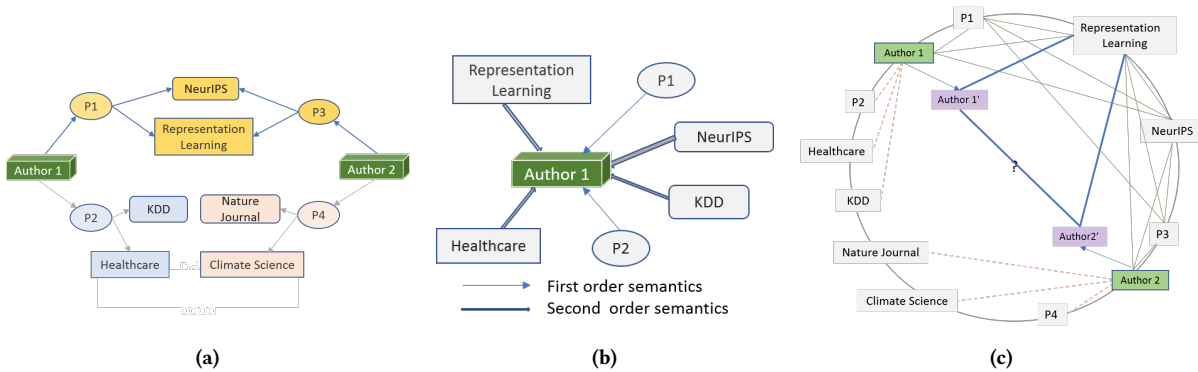 NeurIPS
P1
P3
Representation
Learning
Author 1
Author 2
P2
KDD
Nature
Journal
P4
Healthcare
Climate Science
(a)
Representation
Learning
P1
NeurIPS
Author 1
KDD
Healthcare
P2
First order semantics
Second order semantics
(b)
P1
Representation
Learning
Author 1
Author 1'
P2
NeurIPS
Healthcare
?
KDD
Author2'
P3
Nature Journal
Author 2
Climate Science
P4
(c)